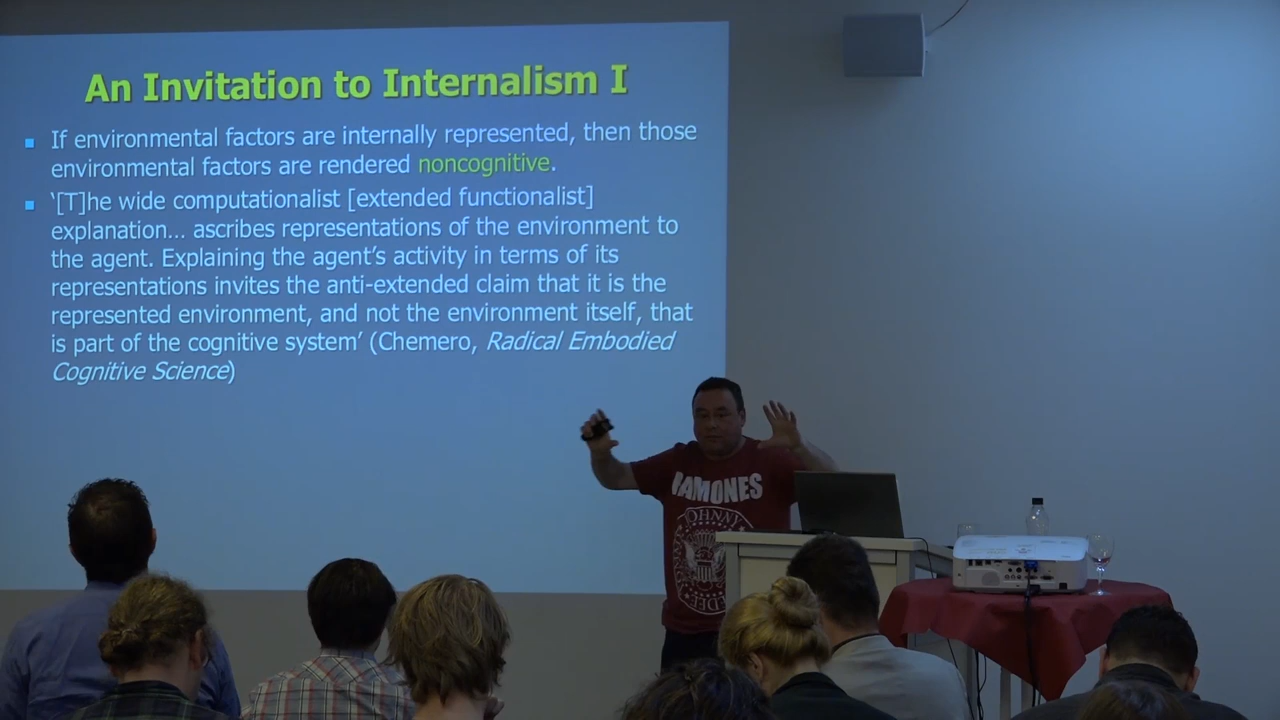 An Invitation to Internalism I
If environmental factors are internally represented, then those
environmental factors are rendered noncognitive.
‘[T]he wide computationalist [extended functionalist]
explanation... ascribes representations of the environment to
the agent. Explaining the agent’s activity in terms of its
representations invites the anti-extended claim that it is the
represented environment, and not the environment itself, that
is part of the cognitive system’ (Chemero, Radical Embodied
Cognitive Science)
RAMONES
JOHNNY